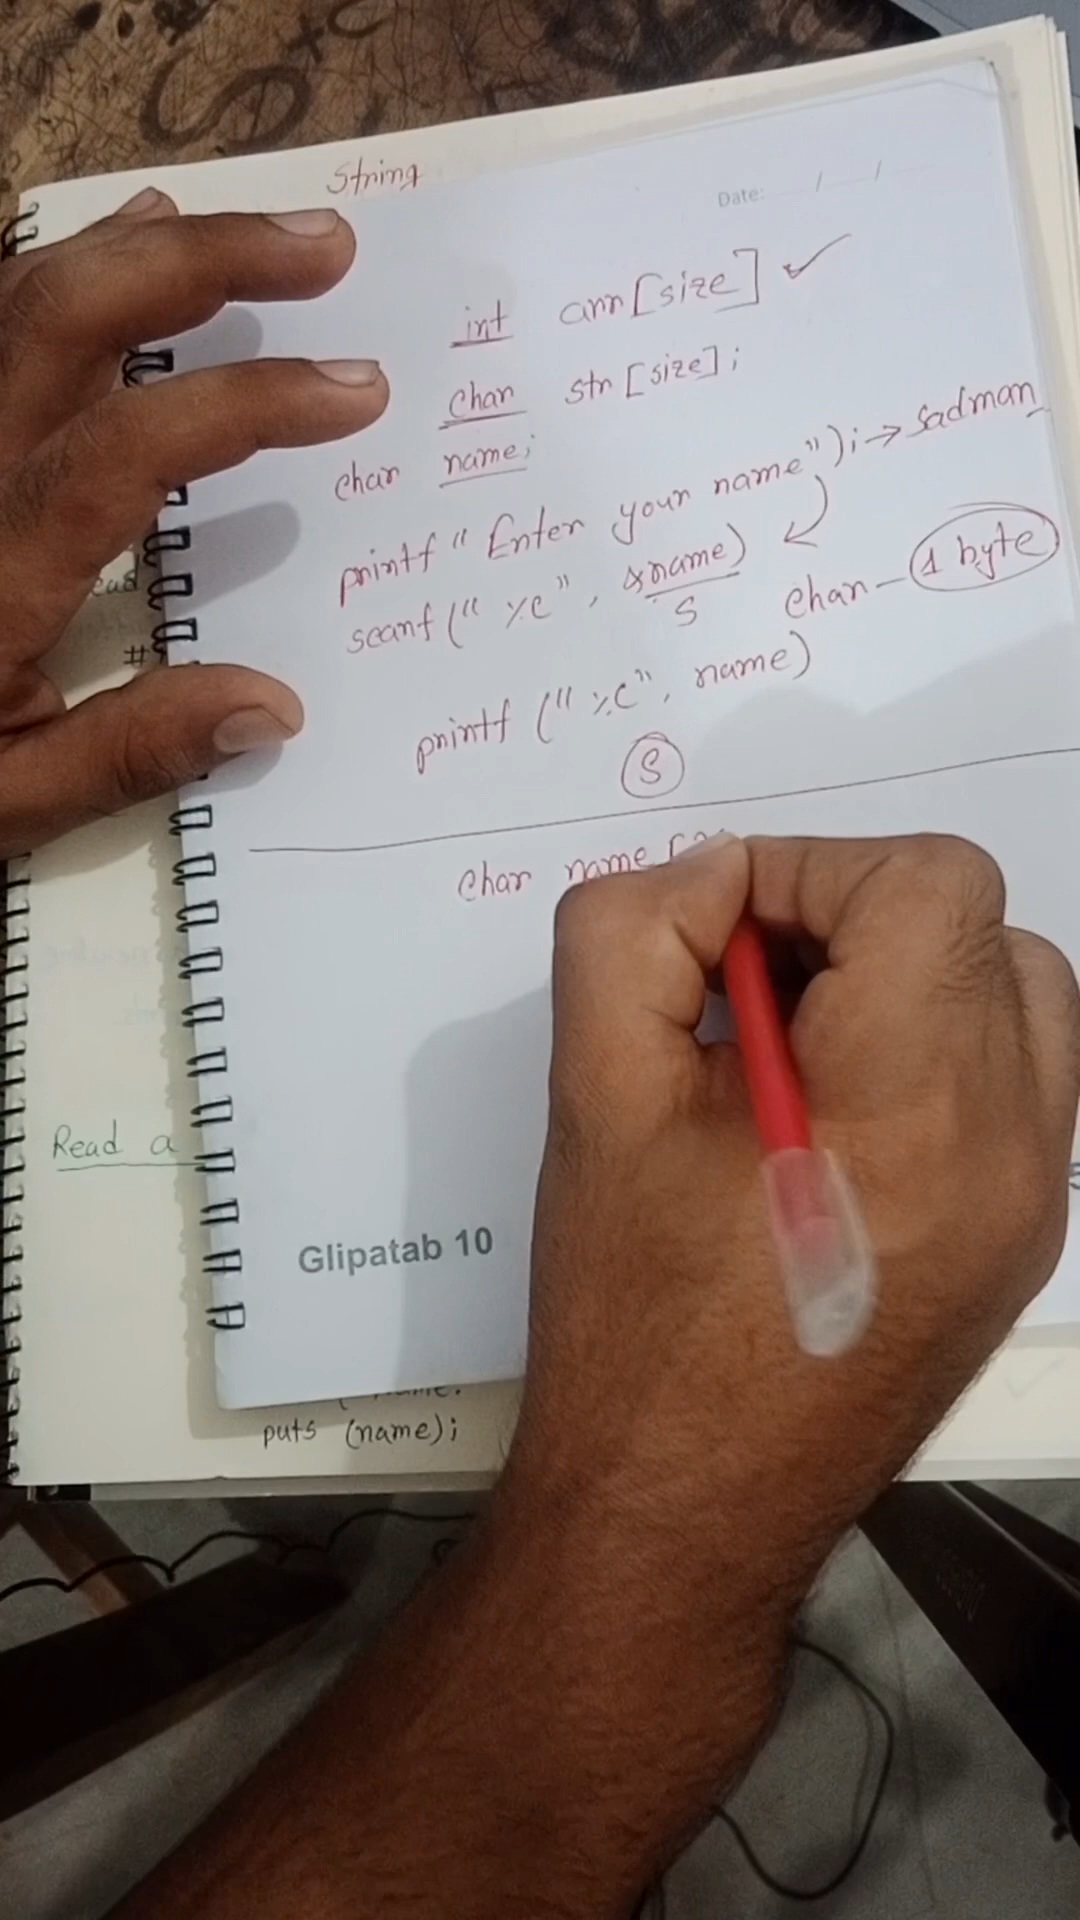 String
Date:
int arr[size] ✓
char str[size];
char name;
printf " Enter your name"); → Sadman
scanf (" %c", &name)
S
char - 1 byte
printf (" %c", name)
S
char name [
ead
#
Read a
Glipatab 10
puts (name);